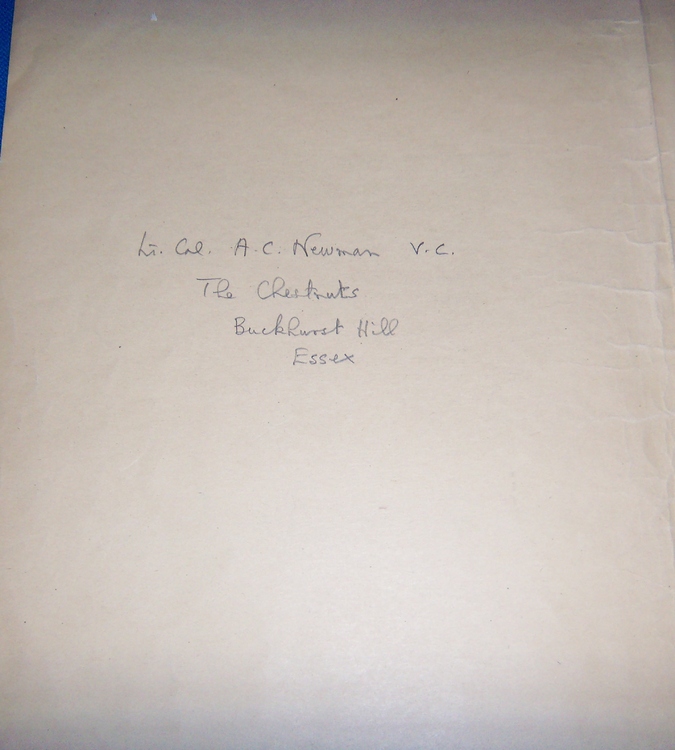 Lt. Col. A.C. Newman V.C.
The Chestnuts
Buckhurst Hill
Essex